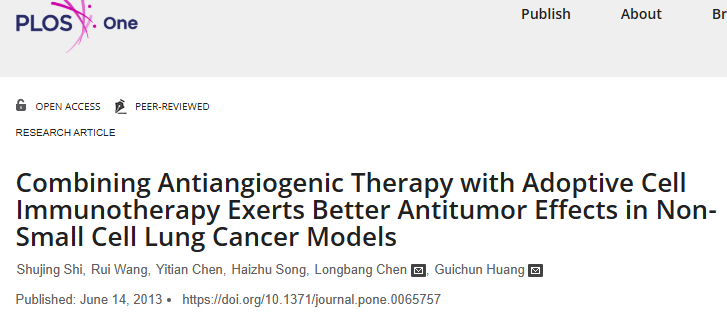 PLOS One
Publish About Br
OPEN ACCESS PEER-REVIEWED
RESEARCH ARTICLE
Combining Antiangiogenic Therapy with Adoptive Cell
Immunotherapy Exerts Better Antitumor Effects in Non-
Small Cell Lung Cancer Models
Shujing Shi, Rui Wang, Yitian Chen, Haizhu Song, Longbang Chen , Guichun Huang
Published: June 14, 2013 • https://doi.org/10.1371/journal.pone.0065757